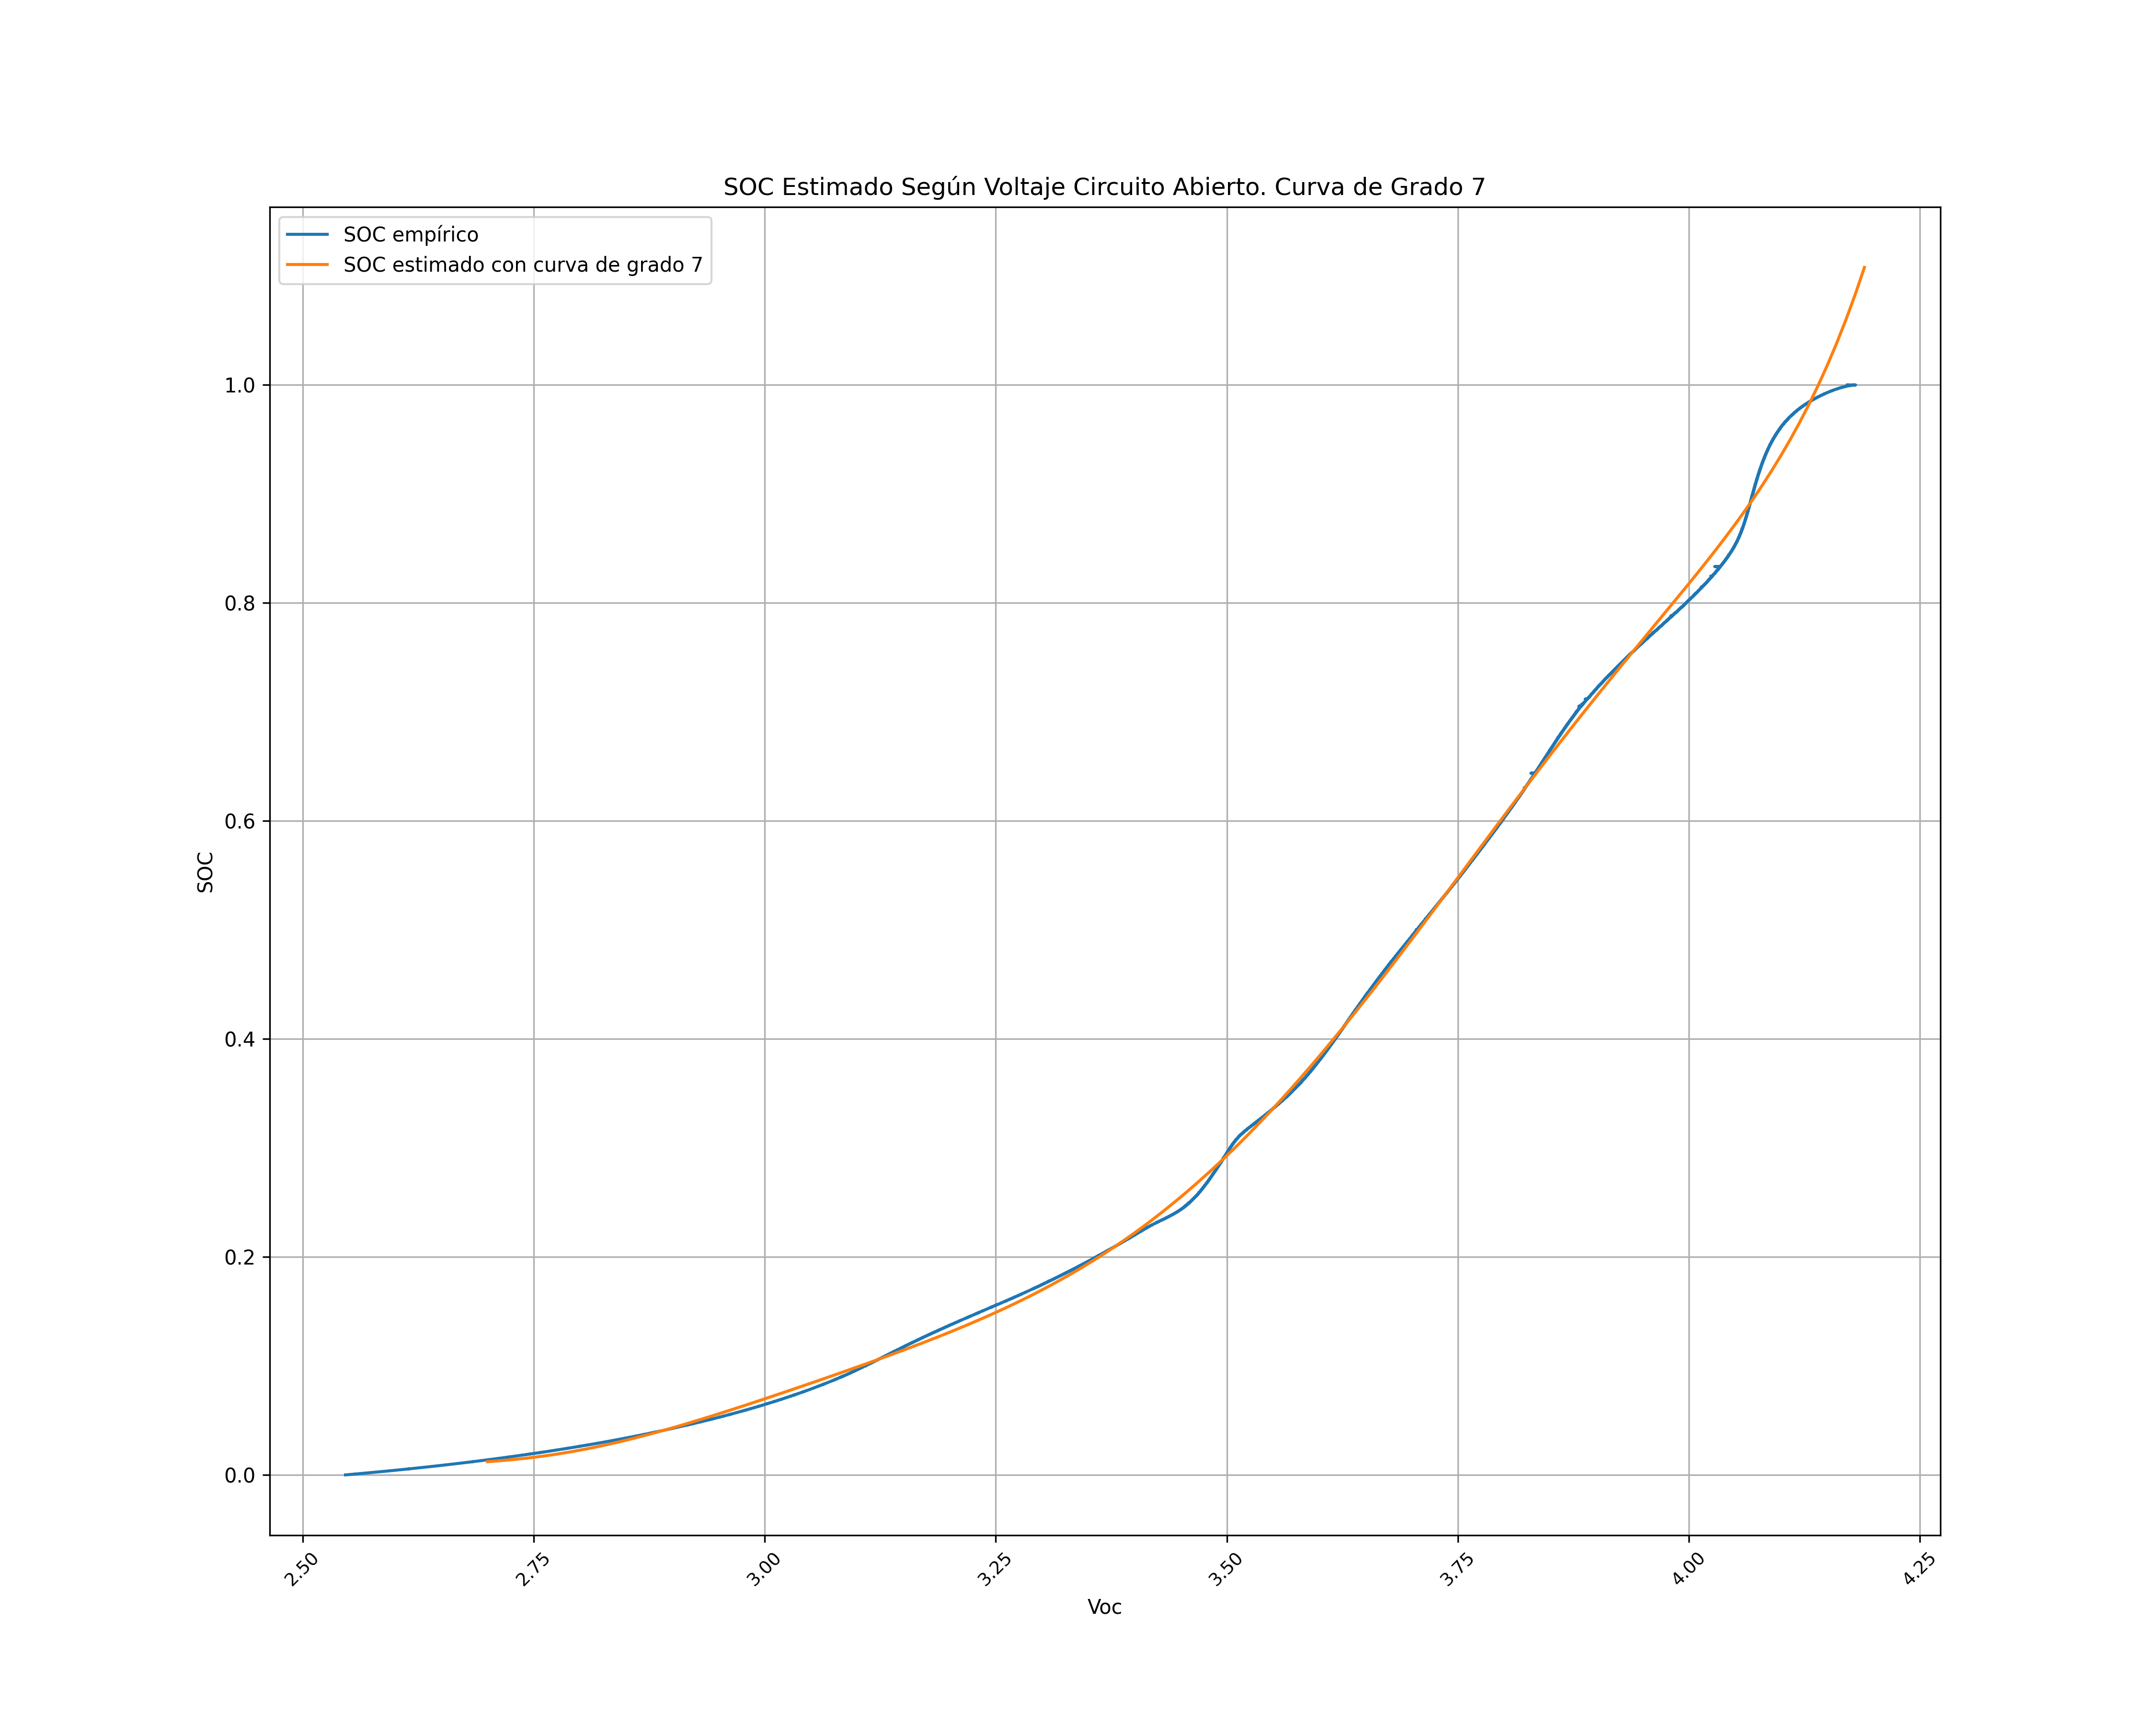 SOC Estimado Según Voltaje Circuito Abierto. Curva de Grado 7
SOC empírico
SOC estimado con curva de grado 7
1.0
0.8
0.6
0.4
0.2
0.0
SOC
2.50
2.75
3.00
3.25
3.50
3.75
4.00
4.25
Voc